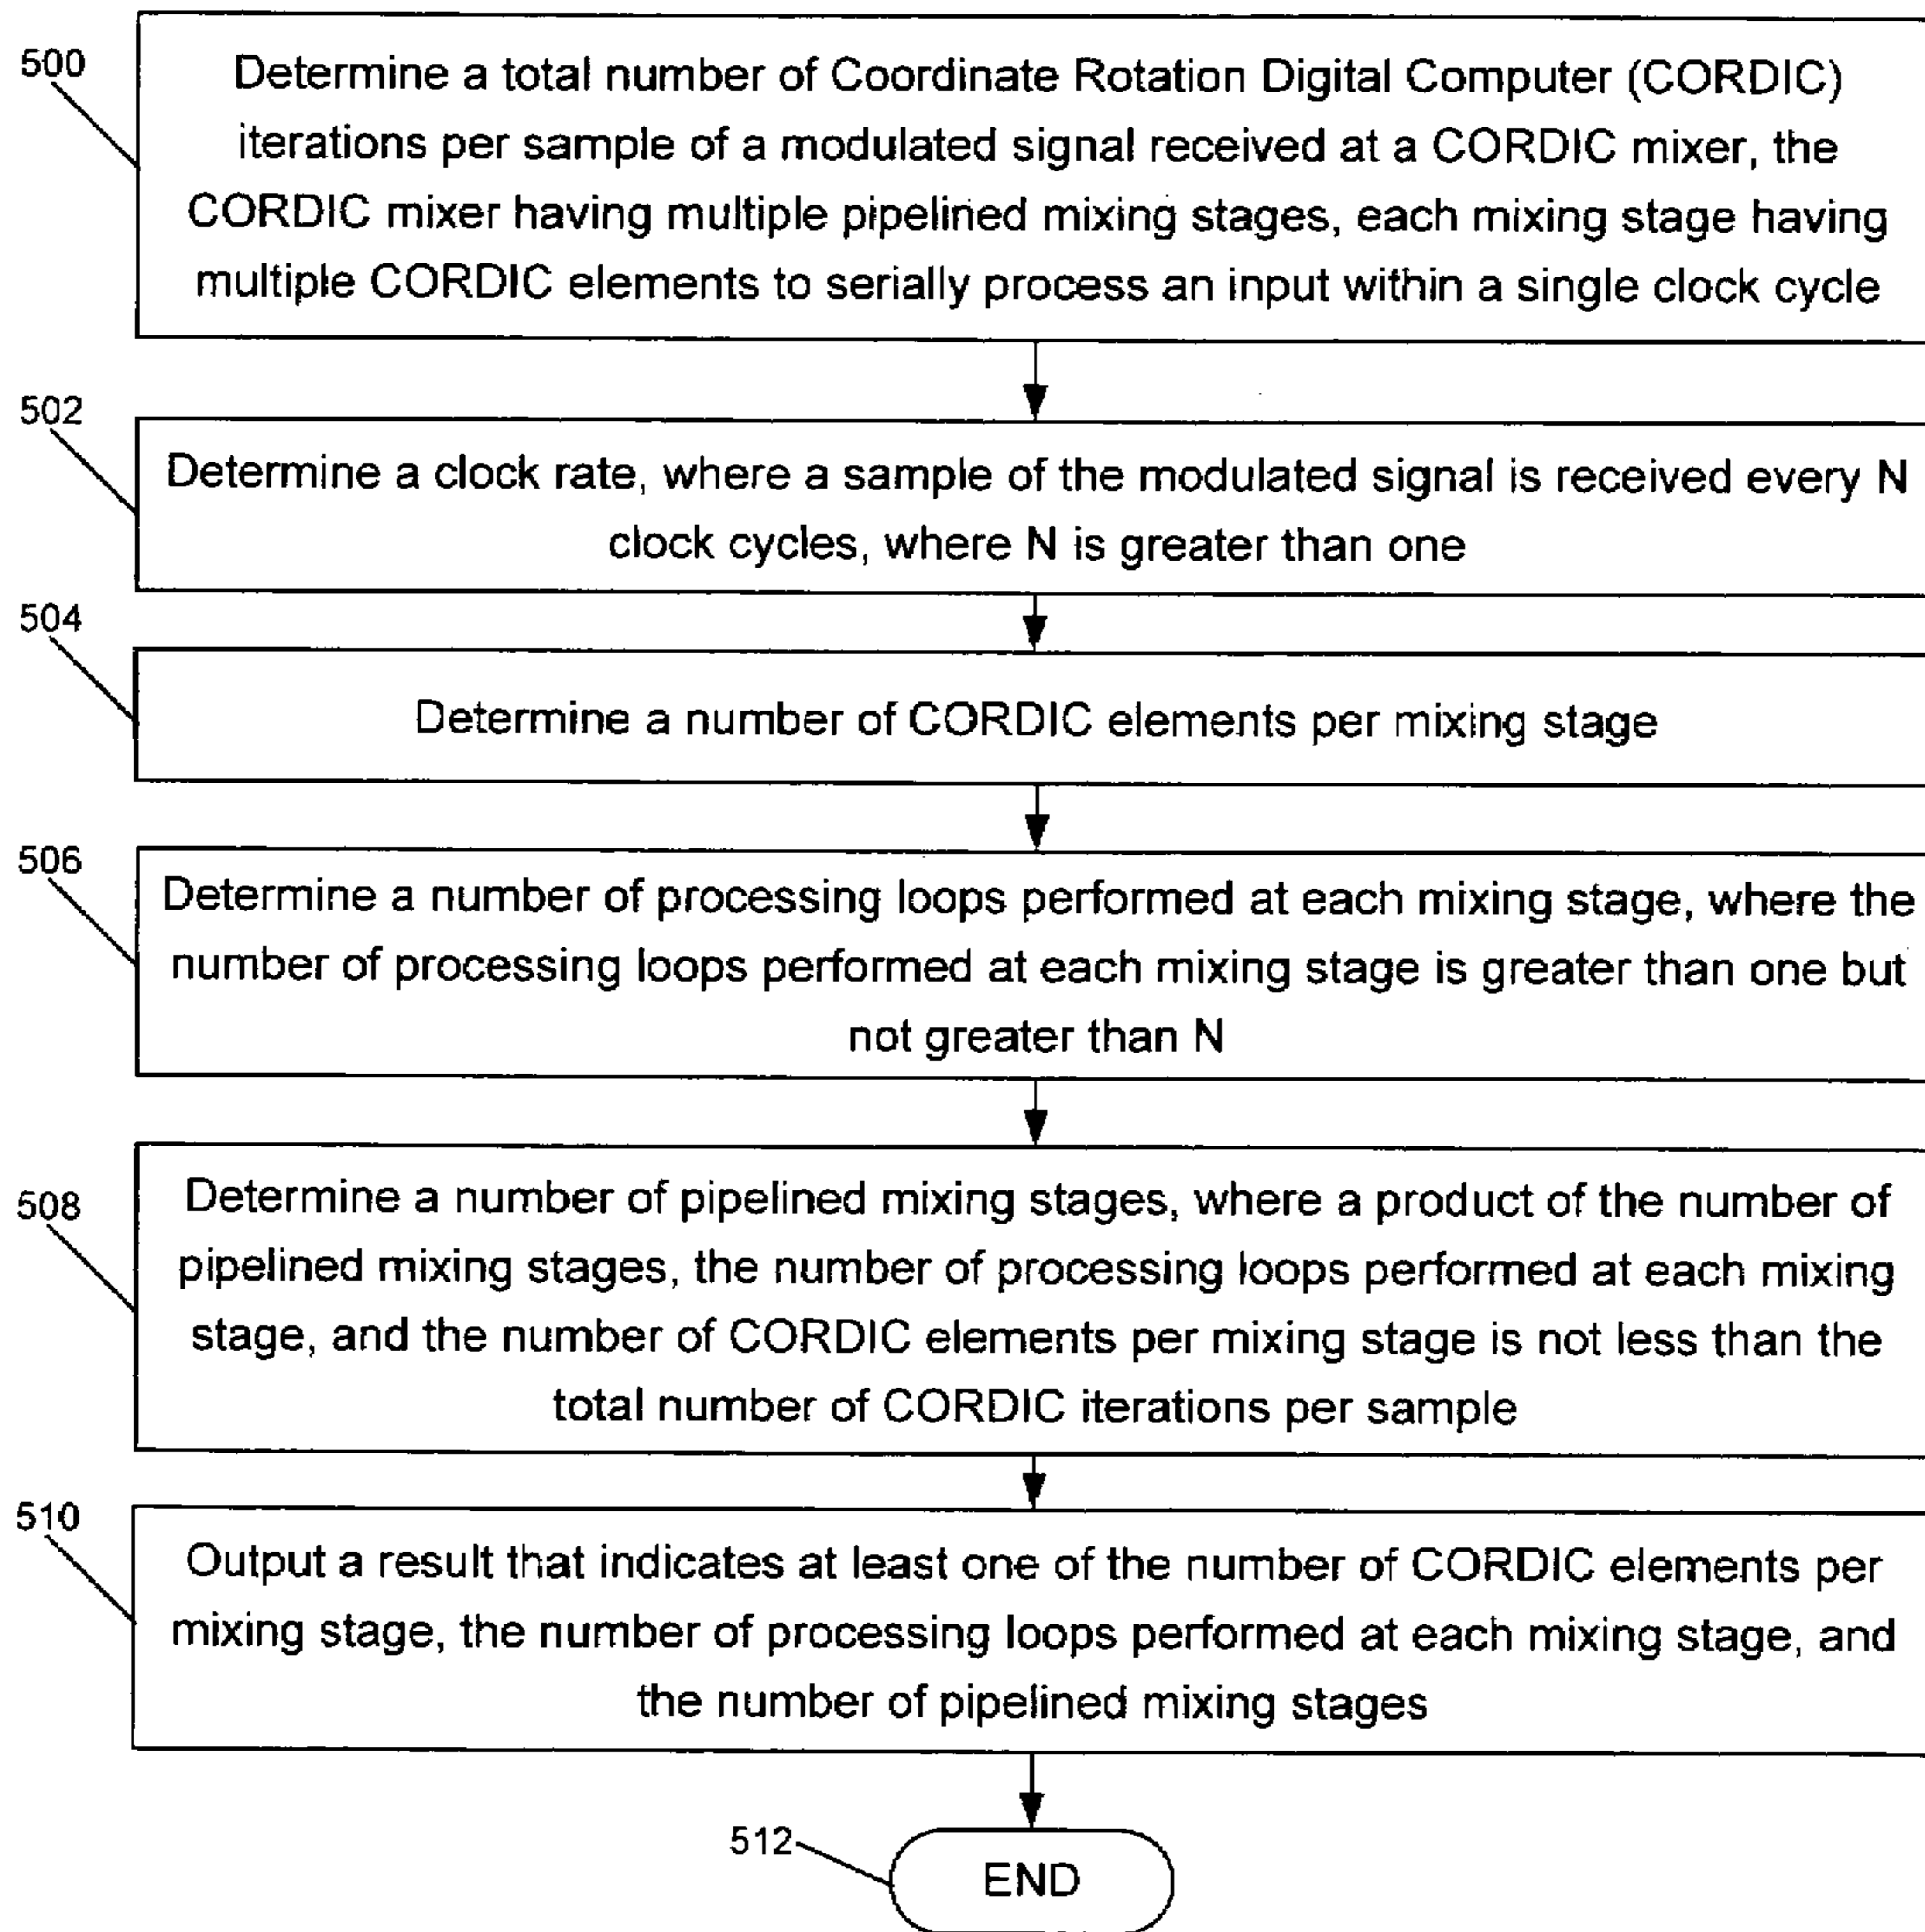 500
Determine a total number of Coordinate Rotation Digital Computer (CORDIC)
iterations per sample of a modulated signal received at a CORDIC mixer, the
CORDIC mixer having multiple pipelined mixing stages, each mixing stage having
multiple CORDIC elements to serially process an input within a single clock cycle
502
Determine a clock rate, where a sample of the modulated signal is received every N
clock cycles, where N is greater than one
504
Determine a number of CORDIC elements per mixing stage
506
Determine a number of processing loops performed at each mixing stage, where the
number of processing loops performed at each mixing stage is greater than one but
not greater than N
508
Determine a number of pipelined mixing stages, where a product of the number of
pipelined mixing stages, the number of processing loops performed at each mixing
stage, and the number of CORDIC elements per mixing stage is not less than the
total number of CORDIC iterations per sample
510
Output a result that indicates at least one of the number of CORDIC elements per
mixing stage, the number of processing loops performed at each mixing stage, and
the number of pipelined mixing stages
512
END